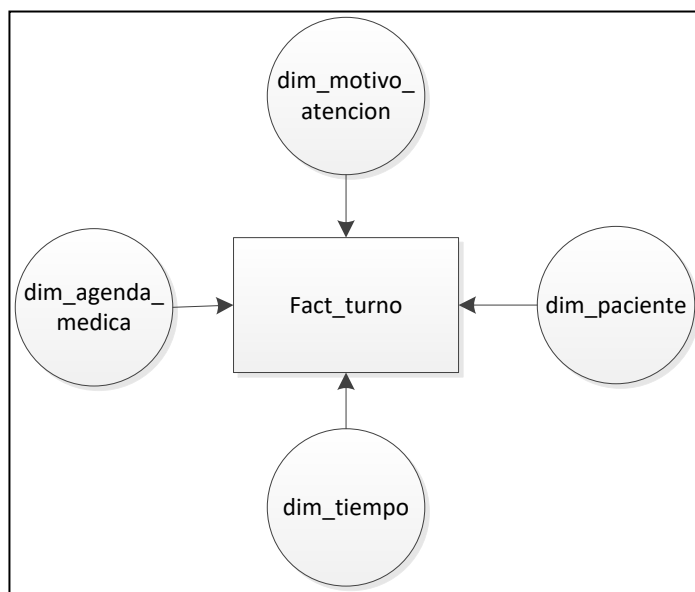 dim_motivo_
atencion
dim_agenda_
medica
Fact_turno
dim_paciente
dim_tiempo